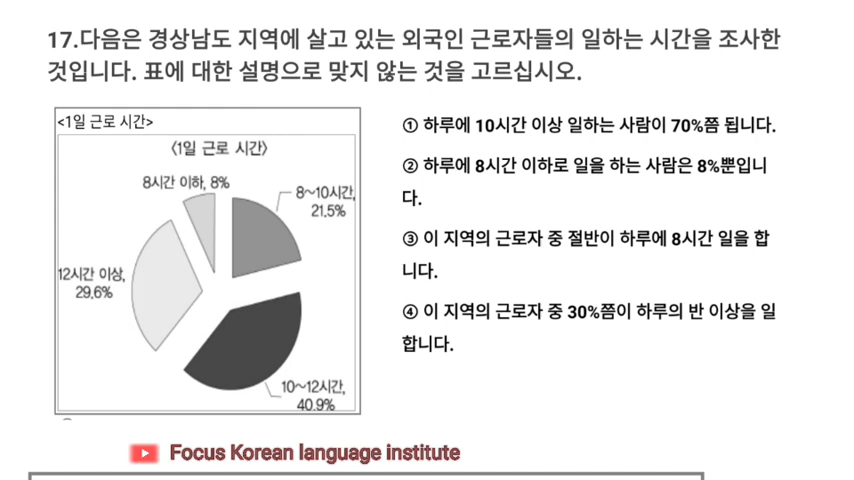 17.다음은 경상남도 지역에 살고 있는 외국인 근로자들의 일하는 시간을 조사한
것입니다. 표에 대한 설명으로 맞지 않는 것을 고르십시오.
<1일 근로 시간>
〈1일 근로 시간〉
8시간 이하, 8%
8～10시간,
21.5%
12시간 이상,
29.6%
10～12시간,
40.9%
① 하루에 10시간 이상 일하는 사람이 70%쯤 됩니다.
② 하루에 8시간 이하로 일을 하는 사람은 8%뿐입니
다.
③ 이 지역의 근로자 중 절반이 하루에 8시간 일을 합
니다.
④ 이 지역의 근로자 중 30%쯤이 하루의 반 이상을 일
합니다.
Focus Korean language institute